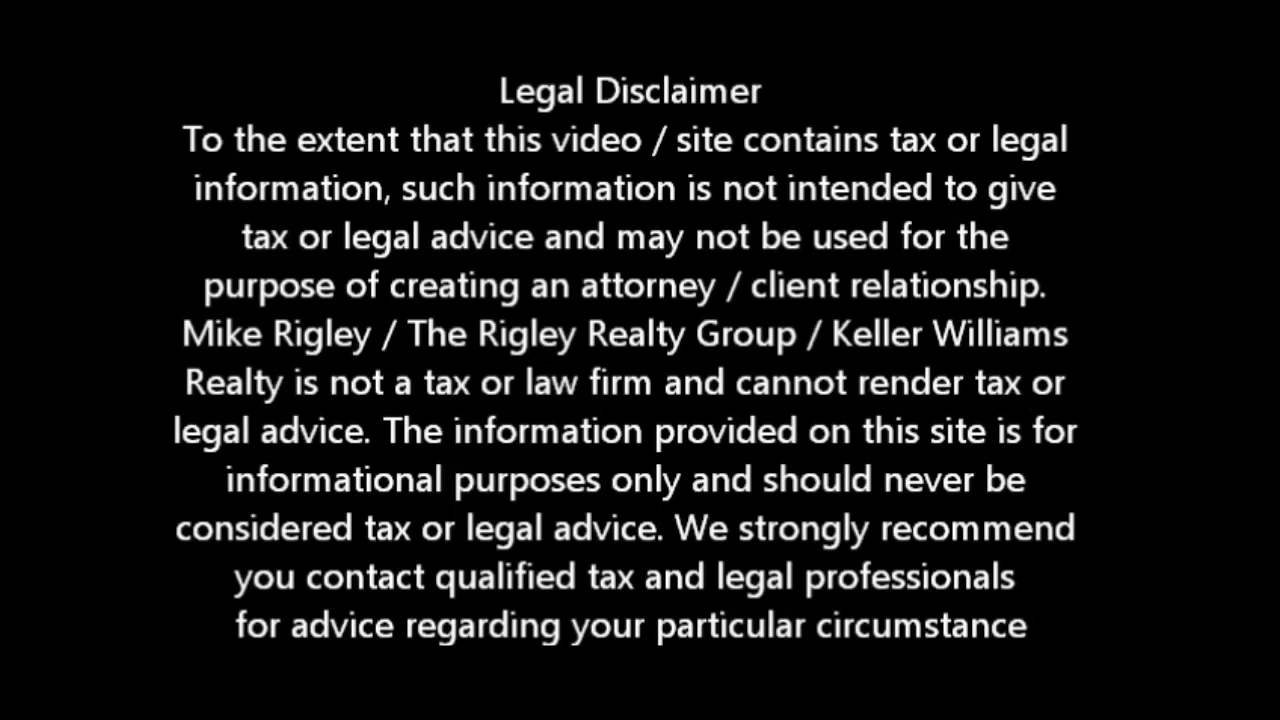 Legal Disclaimer
To the extent that this video / site contains tax or legal
information, such information is not intended to give
tax or legal advice and may not be used for the
purpose of creating an attorney / client relationship.
Mike Rigley / The Rigley Realty Group / Keller Williams
Realty is not a tax or law firm and cannot render tax or
legal advice. The information provided on this site is for
informational purposes only and should never be
considered tax or legal advice. We strongly recommend
you contact qualified tax and legal professionals
for advice regarding your particular circumstance